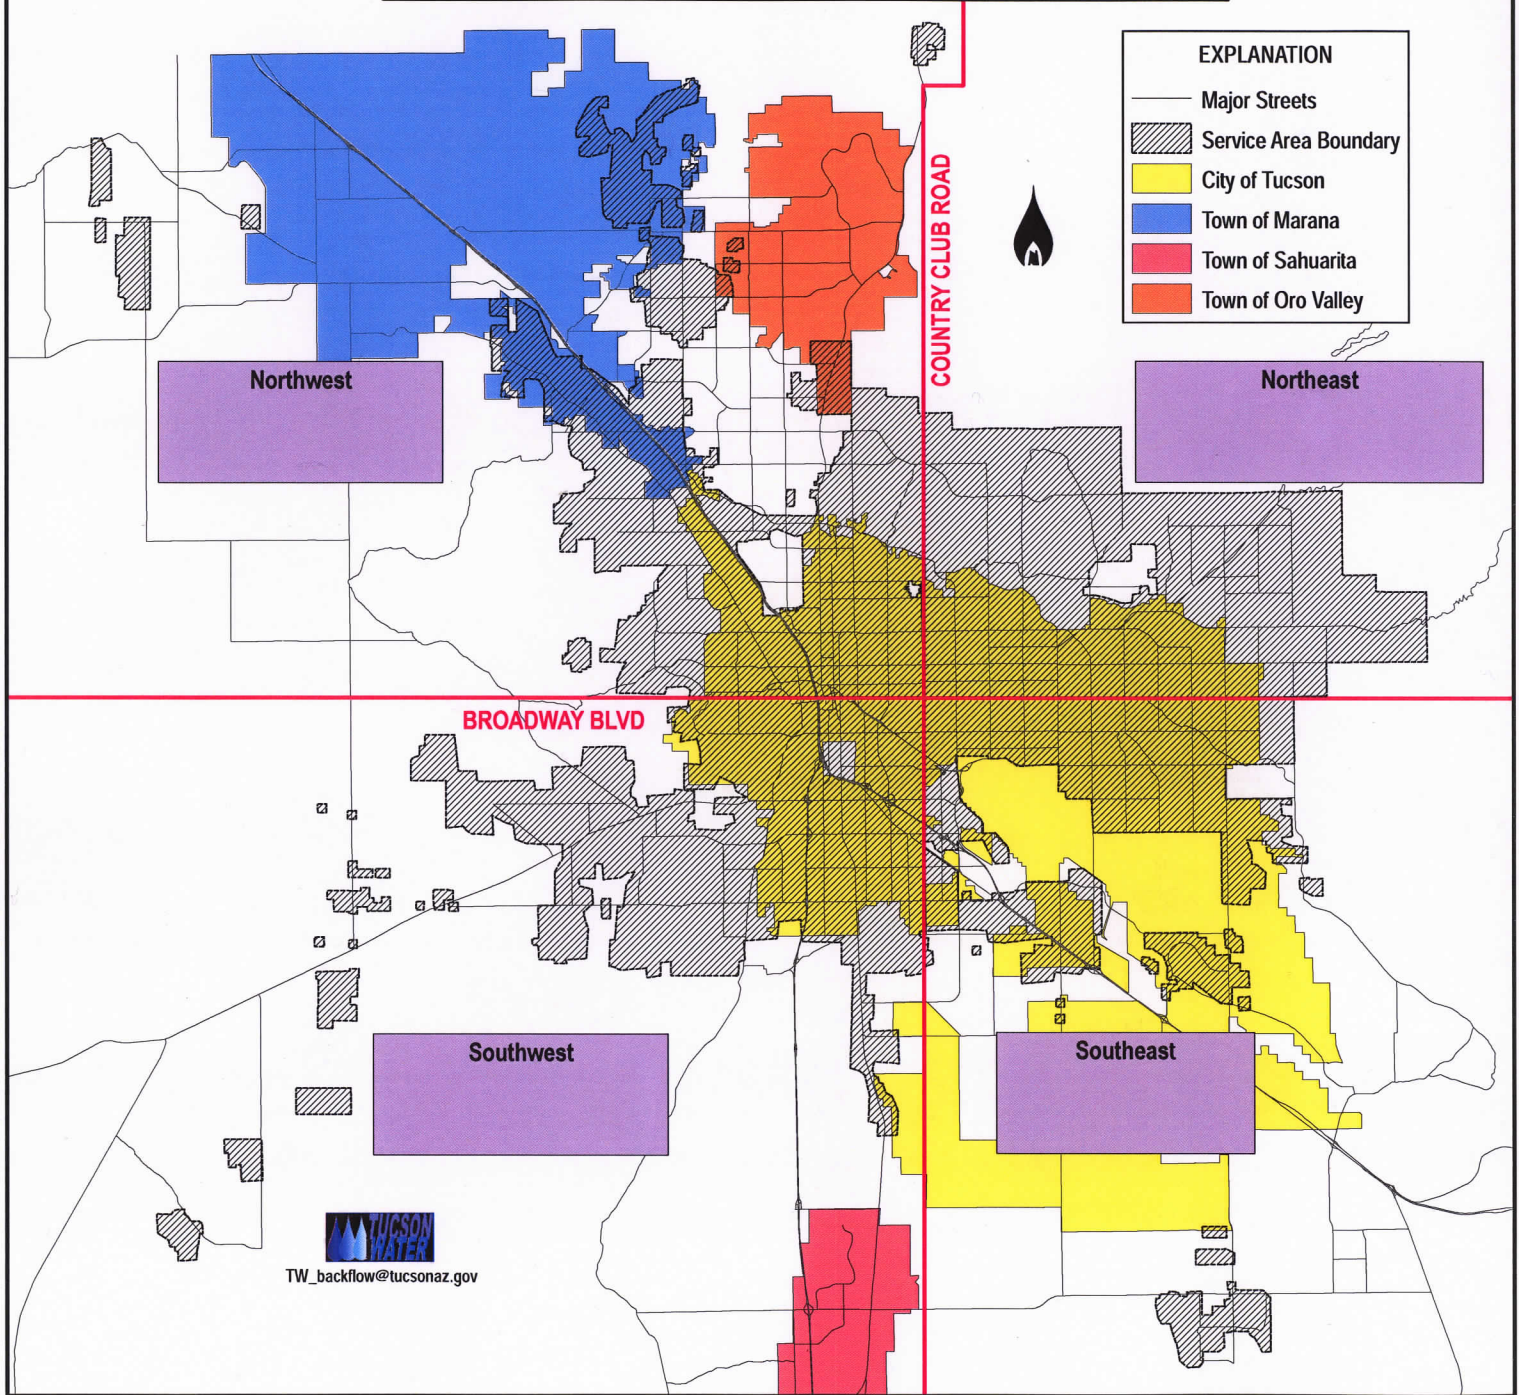 EXPLANATION
Major Streets
Service Area Boundary
City of Tucson
Town of Marana
Town of Sahuarita
Town of Oro Valley
COUNTRY CLUB ROAD
Northwest
Northeast
BROADWAY BLVD
Southwest
Southeast
TUCSON
WATER
TW_backflow@tucsonaz.gov